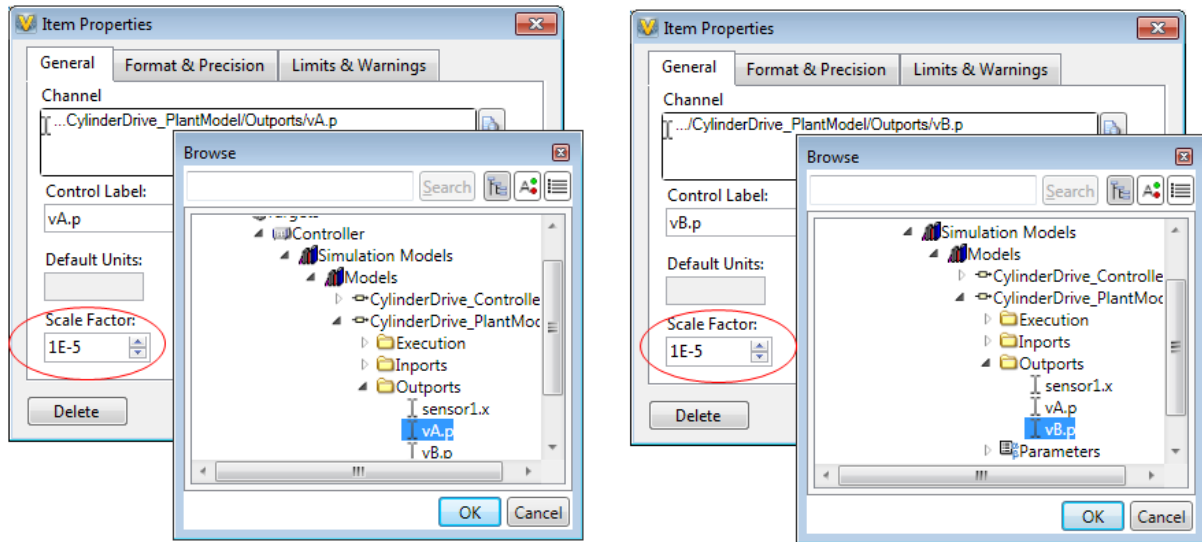 Item Properties
General Format & Precision Limits & Warnings
Channel
...CylinderDrive_PlantModel/Outports/vA.p
Browse
Search
Control Label:
vA.p
Controller
Simulation Models
Default Units:
Models
CylinderDrive_Controlle
CylinderDrive_PlantMod
Scale Factor:
Execution
1E-5
Inports
Outports
sensor1.x
Delete
vA.p
vB.p
OK Cancel
Item Properties
General Format & Precision Limits & Warnings
Channel
.../CylinderDrive_PlantModel/Outports/vB.p
Browse
Search
Control Label:
vB.p
Simulation Models
Models
Default Units:
CylinderDrive_Controlle
CylinderDrive_PlantMod
Scale Factor:
Execution
1E-5
Inports
Outports
sensor1.x
Delete
vA.p
vB.p
Parameters
OK Cancel